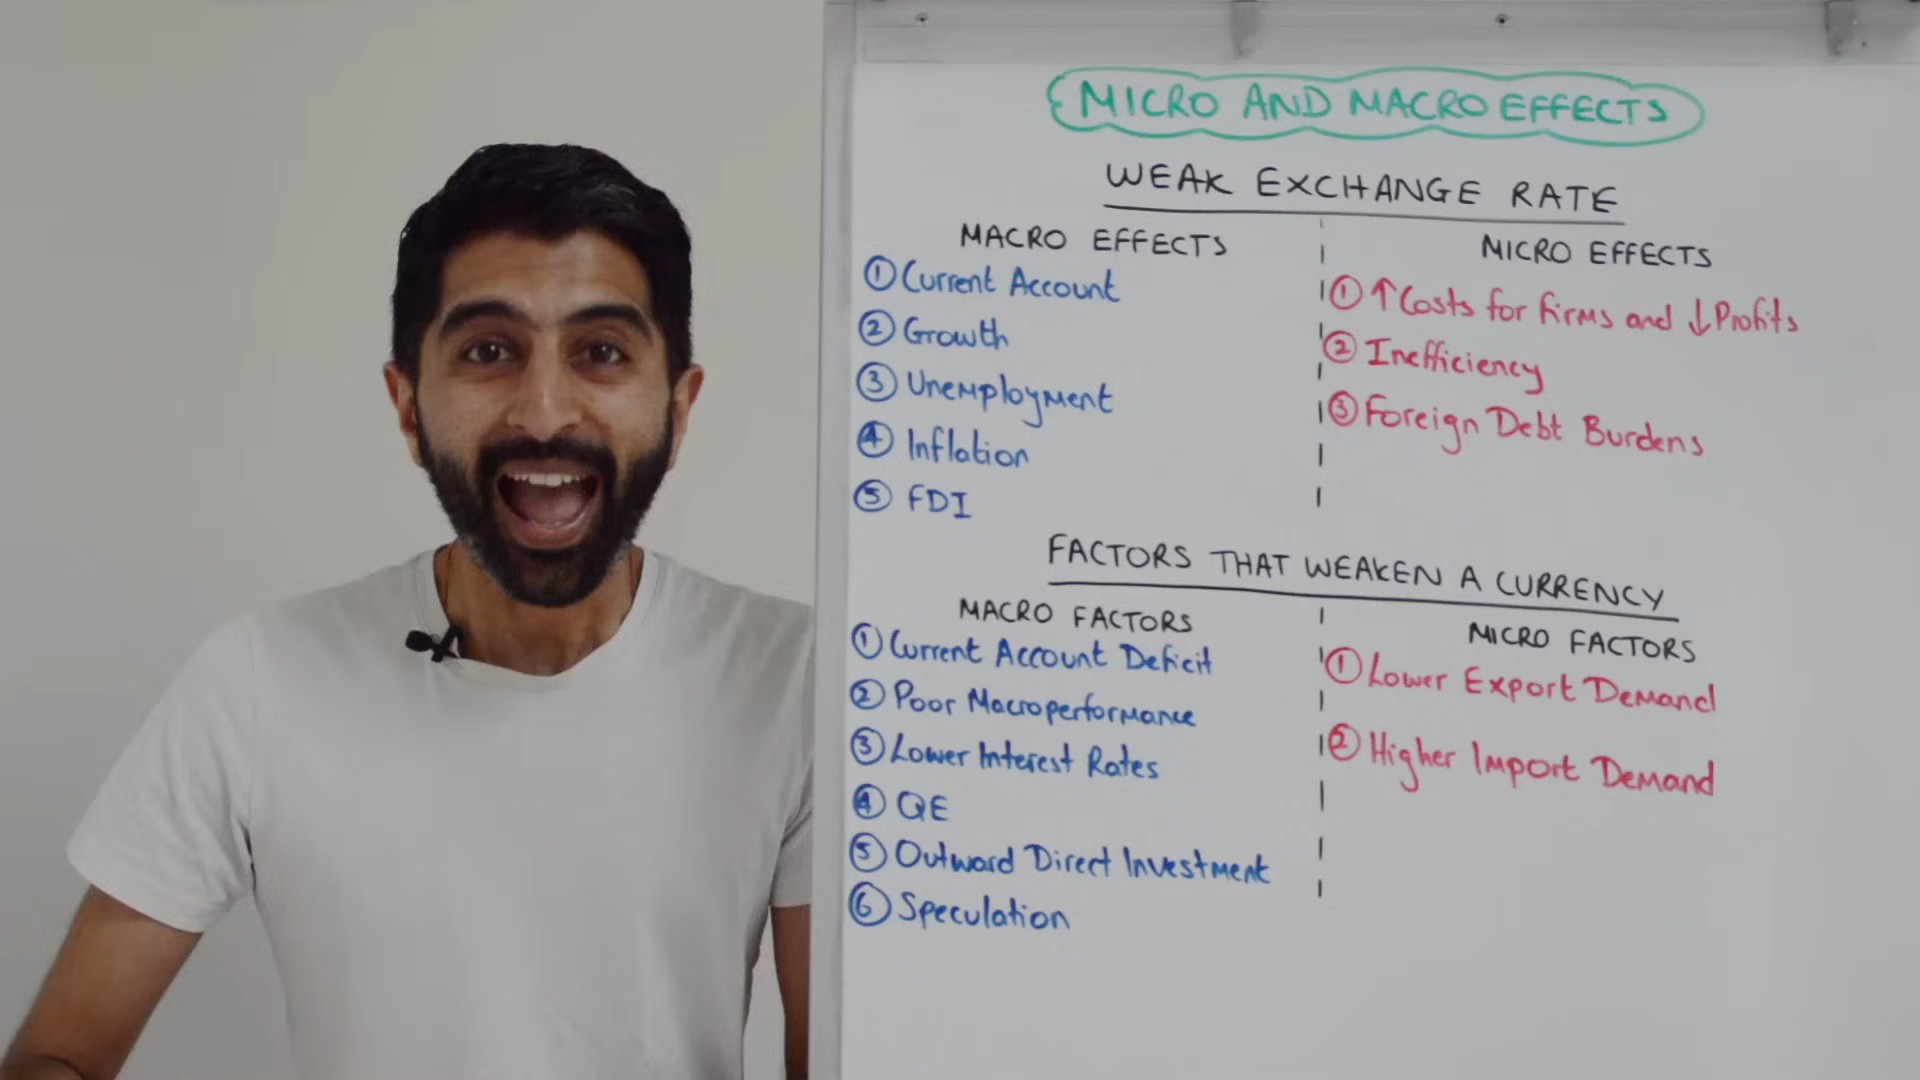 MICRO AND MACRO EFFECTS
WEAK EXCHANGE RATE
MACRO EFFECTS
① Current Account
② Growth
③ Unemployment
④ Inflation
⑤ FDI
MICRO EFFECTS
① ↑ Costs for firms and ↓ Profits
② Inefficiency
③ Foreign Debt Burdens
FACTORS THAT WEAKEN A CURRENCY
MACRO FACTORS
① Current Account Deficit
② Poor Macroperformance
③ Lower Interest Rates
④ QE
⑤ Outward Direct Investment
⑥ Speculation
MICRO FACTORS
① Lower Export Demand
② Higher Import Demand